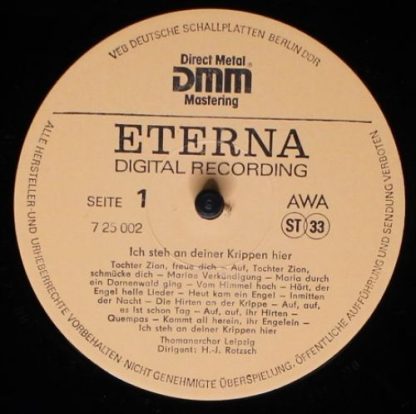 VEB DEUTSCHE SCHALLPLATTEN BERLIN DDR
Direct Metal
DMM
Mastering
ETERNA
DIGITAL RECORDING
SEITE 1 AWA
7 25 002 ST 33
Ich steh an deiner Krippen hier
Tochter Zion, freue dich – Auf, Tochter Zion,
schmücke dich – Mariae Verkündigung – Maria durch
ein Dornenwald ging – Vom Himmel hoch – Hört, der
Engel helle Lieder – Heut kam ein Engel – Inmitten
der Nacht – Die Hirten an der Krippe – Auf, auf,
es ist schon Tag – Auf, auf, ihr Hirten –
Quempas – Kommt all herein, ihr Engelein –
Ich steh an deiner Krippen hier
Thomanerchor Leipzig
Dirigent: H.-J. Rotzsch
ALLE HERSTELLER- UND URHEBERRECHTE VORBEHALTEN. NICHT GENEHMIGTE ÜBERSPIELUNG, ÖFFENTLICHE AUFFÜHRUNG UND SENDUNG VERBOTEN